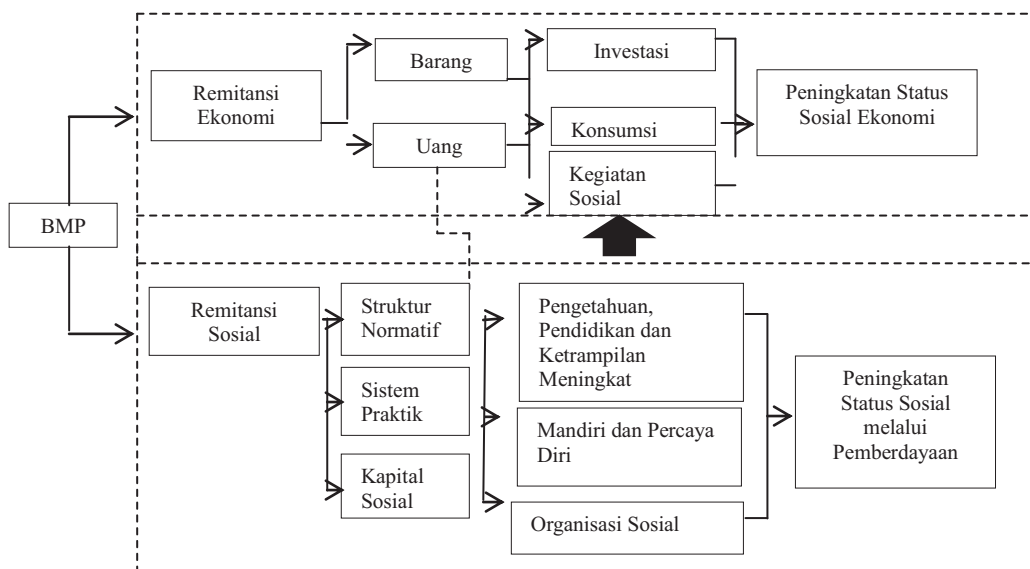 BMP
Remitansi
Ekonomi
Barang
Uang
Investasi
Konsumsi
Kegiatan
Sosial
Peningkatan Status
Sosial Ekonomi
Remitansi
Sosial
Struktur
Normatif
Sistem
Praktik
Kapital
Sosial
Pengetahuan,
Pendidikan dan
Ketrampilan
Meningkat
Mandiri dan Percaya
Diri
Organisasi Sosial
Peningkatan
Status Sosial
melalui
Pemberdayaan